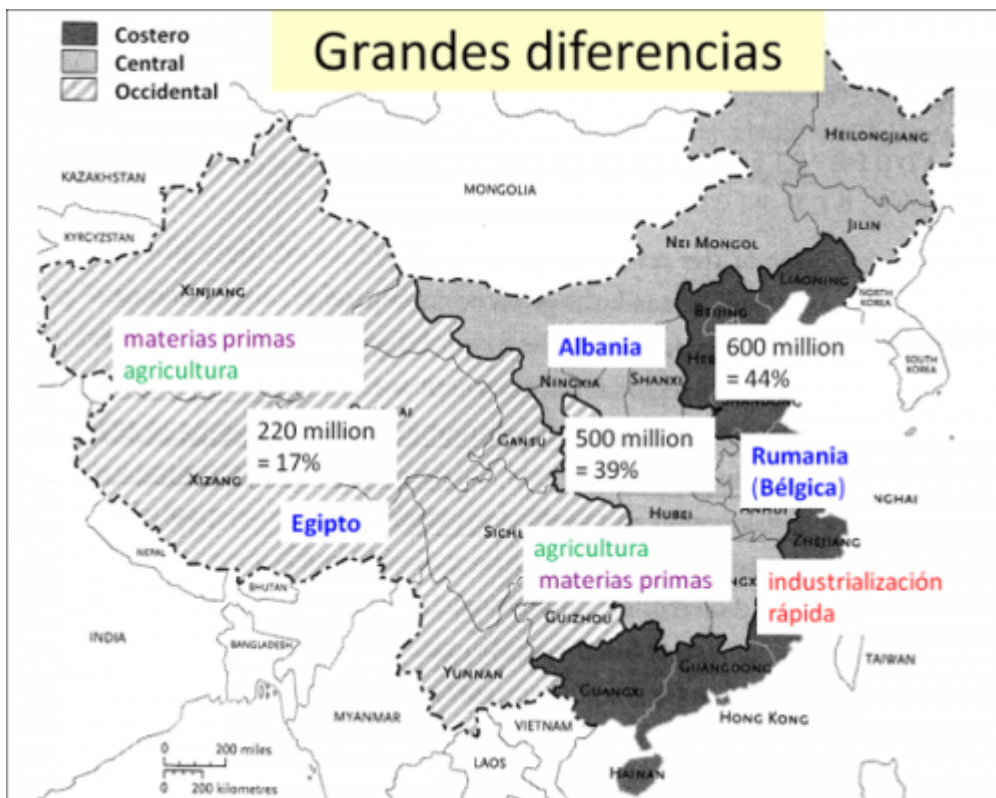 Grandes diferencias
Costero
Central
Occidental
HEILONGJIANG
KAZAKHSTAN
MONGOLIA
JILIN
KYRGYZSTAN
NEI MONGOL
LIAONING
XINJIANG
BEIJING
NORTH
KOREA
materias primas
agricultura
Albania
600 million
= 44%
SOUTH
KOREA
NINGXIA
SHANXI
220 million
= 17%
GANSU
500 million
= 39%
Rumania
(Bélgica)
XIZANG
Egipto
HUBEI
ZHEJIANG
NEPAL
agricultura
materias primas
industrialización
rápida
BHUTAN
GUIZHOU
INDIA
BANGLADESH
YUNNAN
GUANGXI
GUANGDONG
TAIWAN
MYANMAR
VIETNAM
HONG KONG
LAOS
HAINAN
0 200 miles
0 200 kilometres